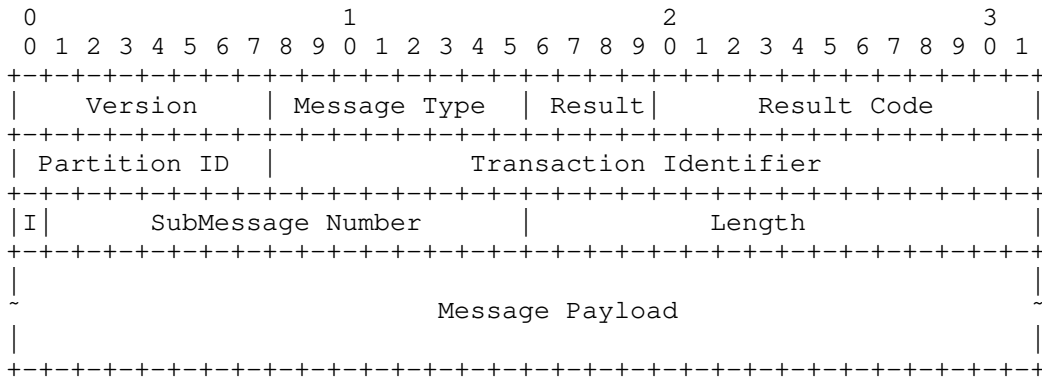 0                   1                   2                   3
 0 1 2 3 4 5 6 7 8 9 0 1 2 3 4 5 6 7 8 9 0 1 2 3 4 5 6 7 8 9 0 1
+-+-+-+-+-+-+-+-+-+-+-+-+-+-+-+-+-+-+-+-+-+-+-+-+-+-+-+-+-+-+-+-+
|    Version    | Message Type  | Result|      Result Code      |
+-+-+-+-+-+-+-+-+-+-+-+-+-+-+-+-+-+-+-+-+-+-+-+-+-+-+-+-+-+-+-+-+
| Partition ID  |            Transaction Identifier             |
+-+-+-+-+-+-+-+-+-+-+-+-+-+-+-+-+-+-+-+-+-+-+-+-+-+-+-+-+-+-+-+-+
|I|      SubMessage Number      |           Length              |
+-+-+-+-+-+-+-+-+-+-+-+-+-+-+-+-+-+-+-+-+-+-+-+-+-+-+-+-+-+-+-+-+
|                                                               |
~                          Message Payload                      ~
|                                                               |
+-+-+-+-+-+-+-+-+-+-+-+-+-+-+-+-+-+-+-+-+-+-+-+-+-+-+-+-+-+-+-+-+